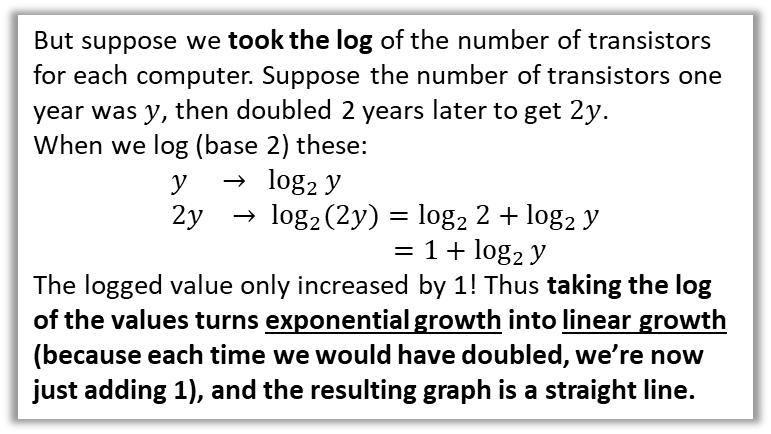 But suppose we took the log of the number of transistors
for each computer. Suppose the number of transistors one
year was y, then doubled 2 years later to get 2y.
When we log (base 2) these:
y → log₂ y
2y → log₂(2y) = log₂ 2 + log₂ y
= 1 + log₂ y
The logged value only increased by 1! Thus taking the log
of the values turns exponential growth into linear growth
(because each time we would have doubled, we’re now
just adding 1), and the resulting graph is a straight line.